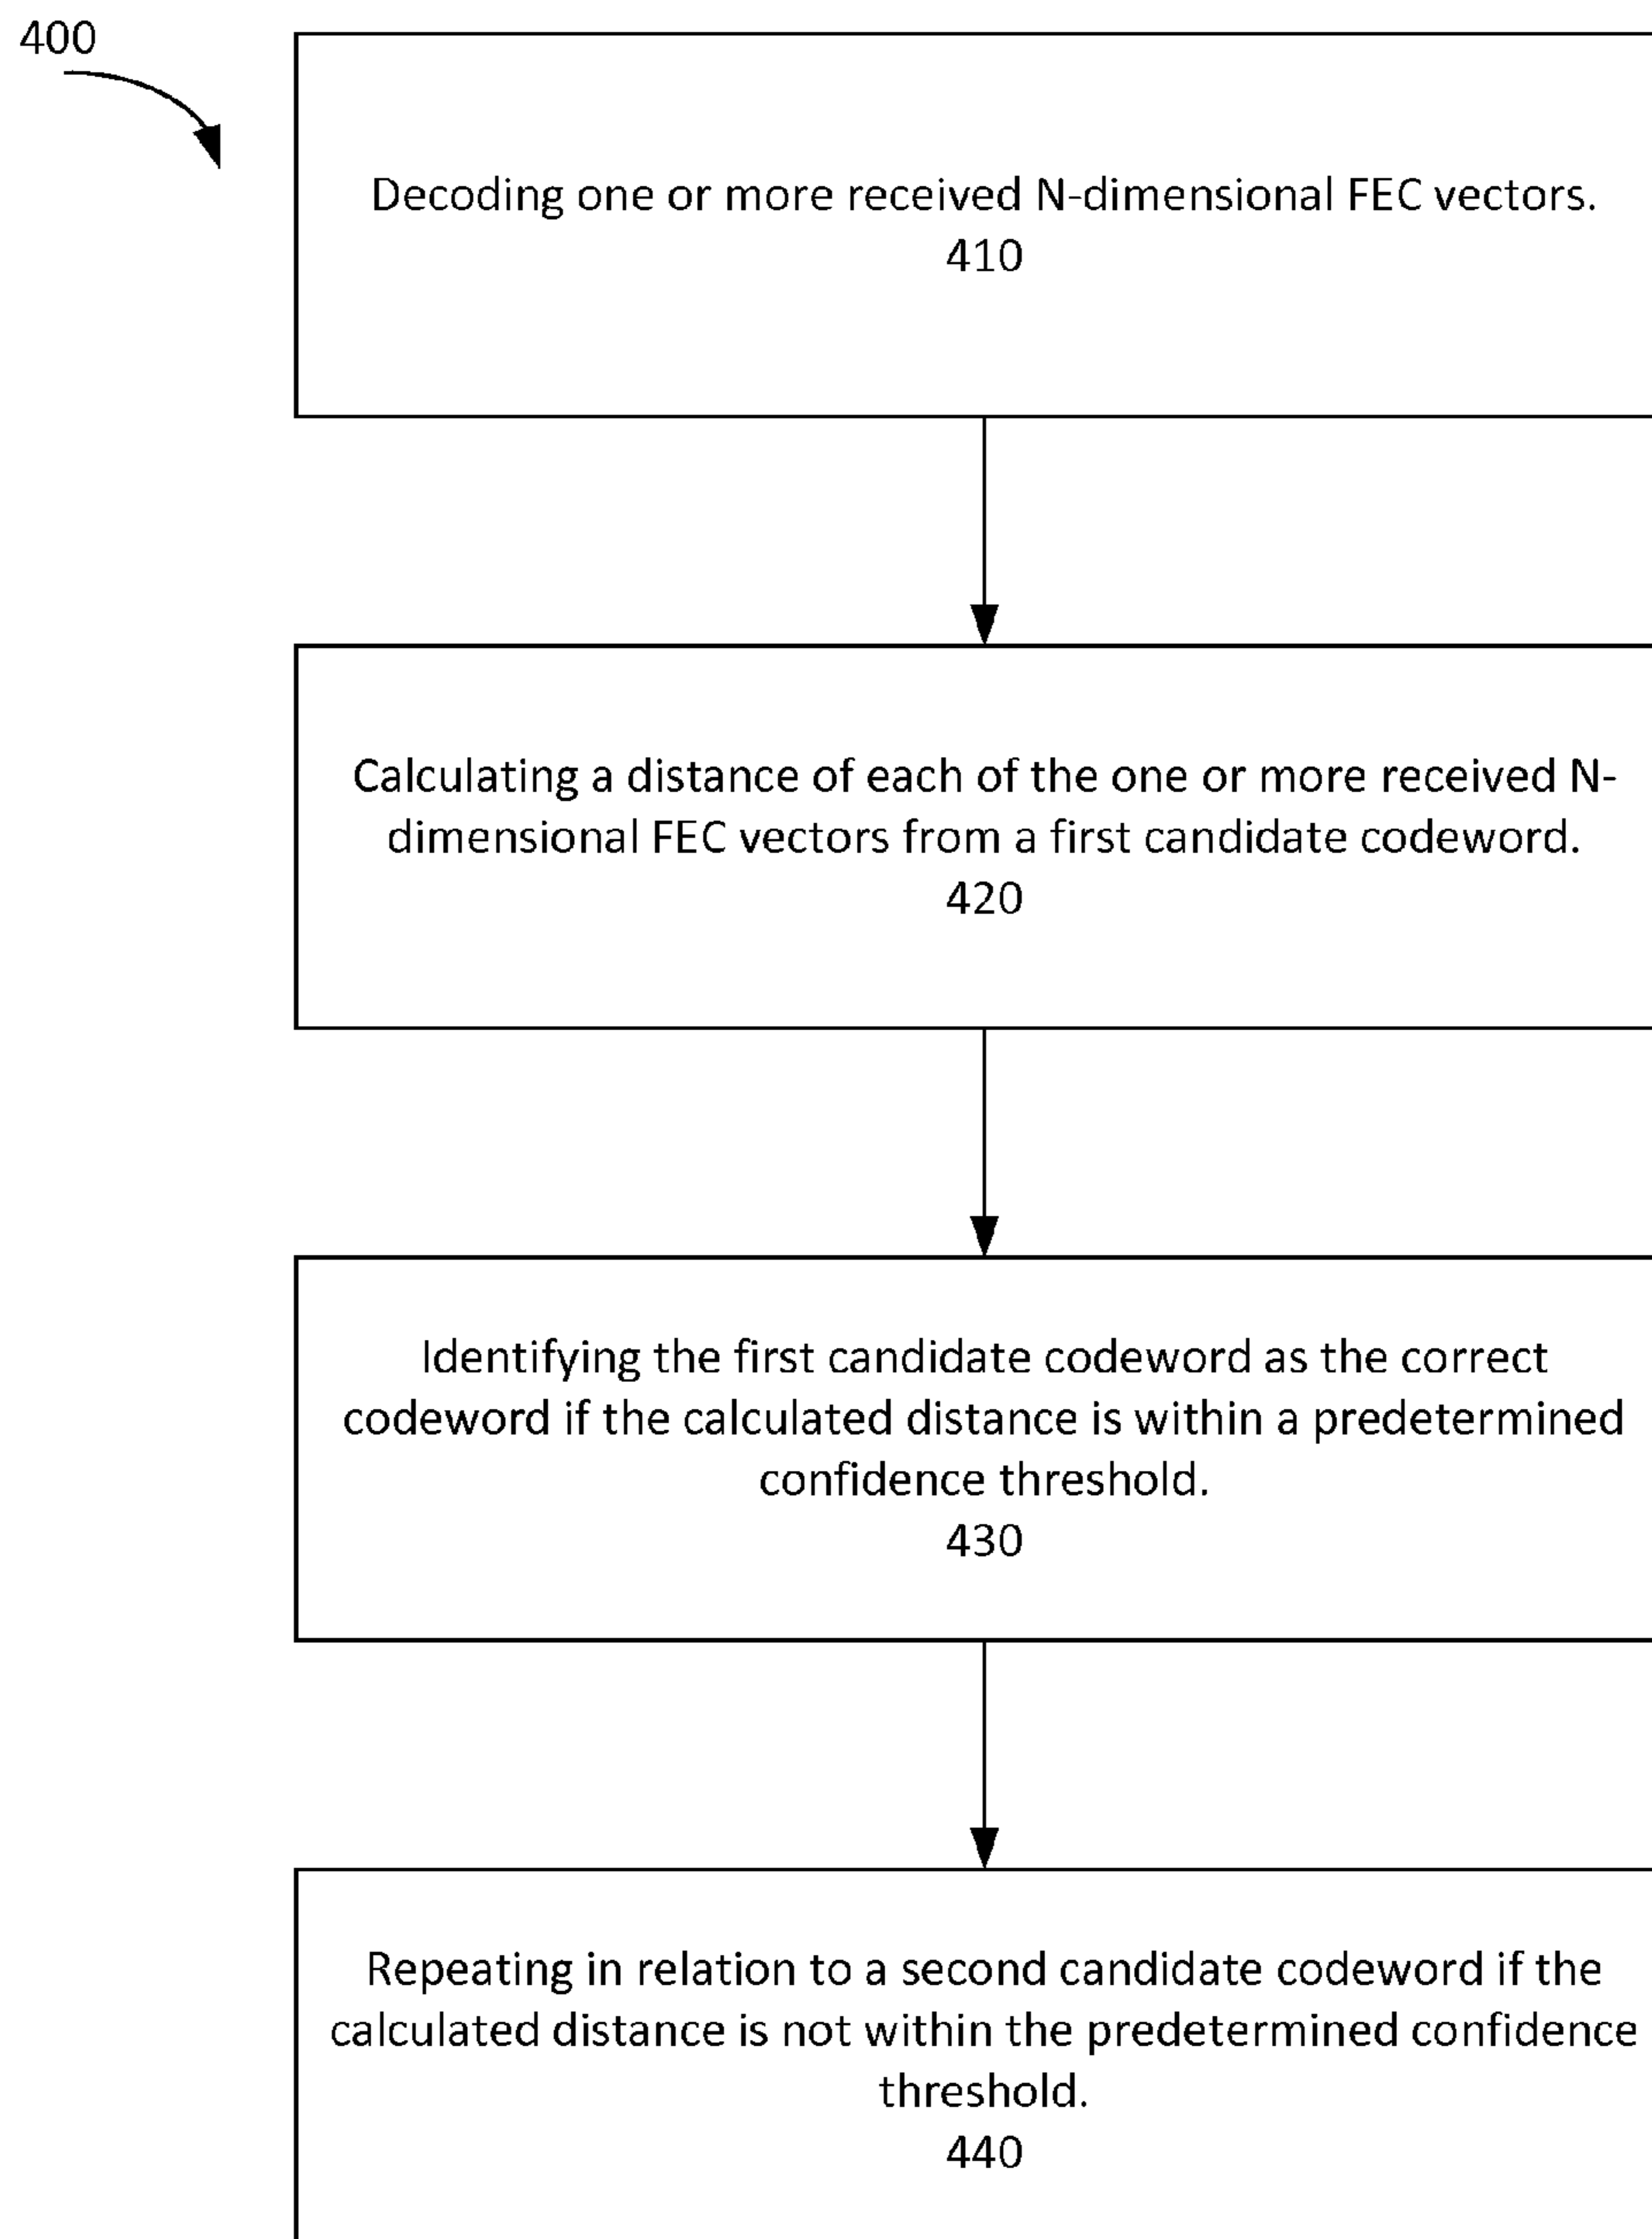 400
Decoding one or more received N-dimensional FEC vectors.
410
Calculating a distance of each of the one or more received N-
dimensional FEC vectors from a first candidate codeword.
420
Identifying the first candidate codeword as the correct
codeword if the calculated distance is within a predetermined
confidence threshold.
430
Repeating in relation to a second candidate codeword if the
calculated distance is not within the predetermined confidence
threshold.
440